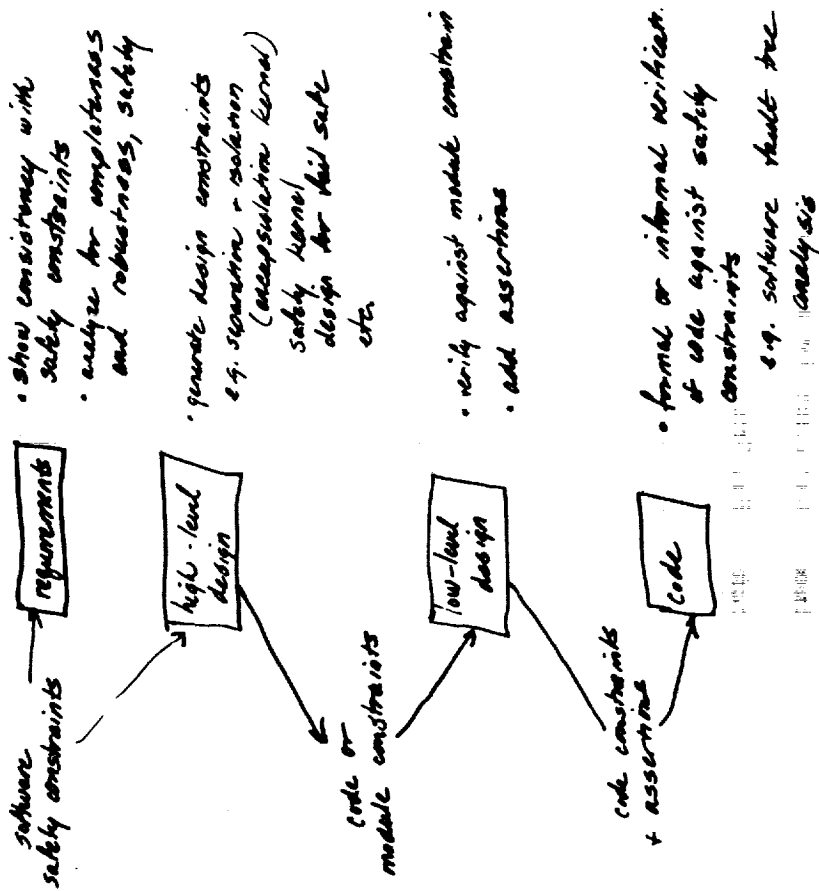 software
safety constraints
requirements
• show consistency with
safety constraints
• analyze for completeness
and robustness, safety
high-level
design
• generate design constraints
e.g. separation + isolation
(encapsulation kernel)
safety kernel
design for fail safe
etc.
code or
module constraints
low-level
design
• verify against module constrain
• add assertions
code constraints
+ assertions
code
• formal or informal verification
of code against safety
constraints
e.g. software fault tree
analysis